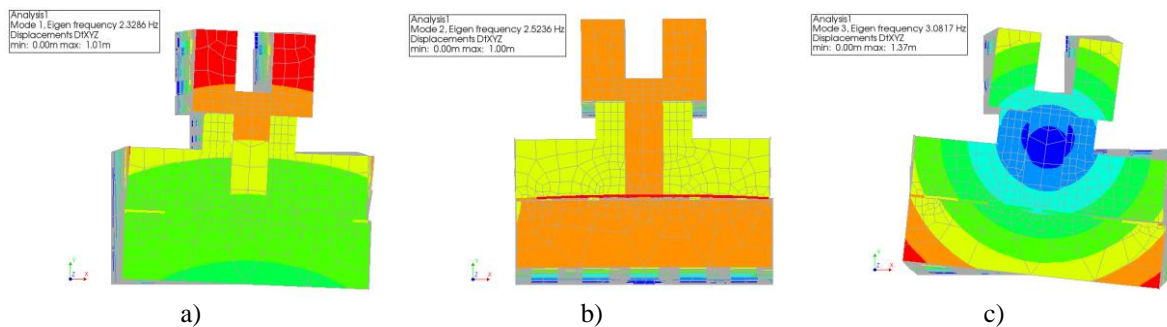 Analysis1
Mode 1, Eigen frequency 2.3286 Hz
Displacements DtXYZ
min: 0.00m max: 1.01m
Analysis1
Mode 2, Eigen frequency 2.5236 Hz
Displacements DtXYZ
min: 0.00m max: 1.00m
Analysis1
Mode 3, Eigen frequency 3.0817 Hz
Displacements DtXYZ
min: 0.00m max: 1.37m
Y
Z X
Y
Z X
Y
Z X
a)
b)
c)